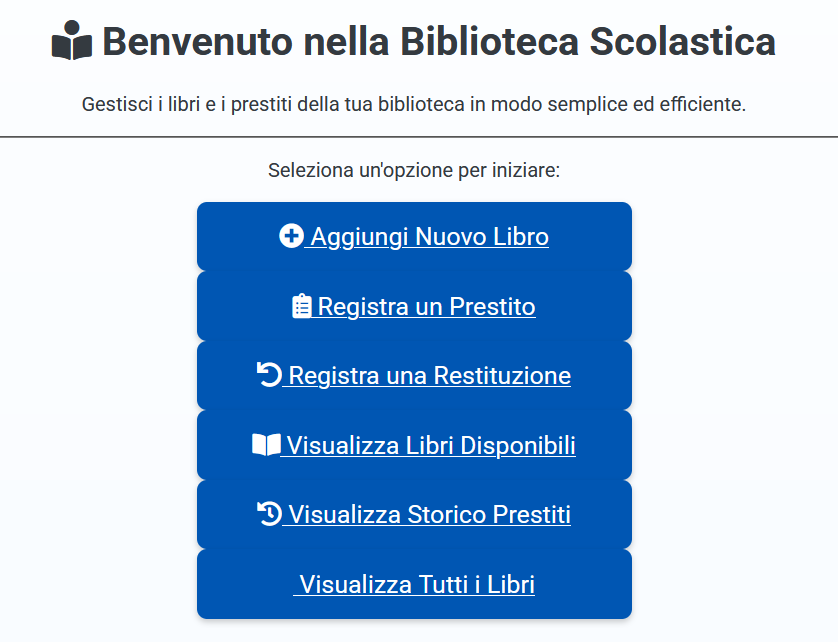 Benvenuto nella Biblioteca Scolastica
Gestisci i libri e i prestiti della tua biblioteca in modo semplice ed efficiente.
Seleziona un'opzione per iniziare:
Aggiungi Nuovo Libro
Registra un Prestito
Registra una Restituzione
Visualizza Libri Disponibili
Visualizza Storico Prestiti
Visualizza Tutti i Libri